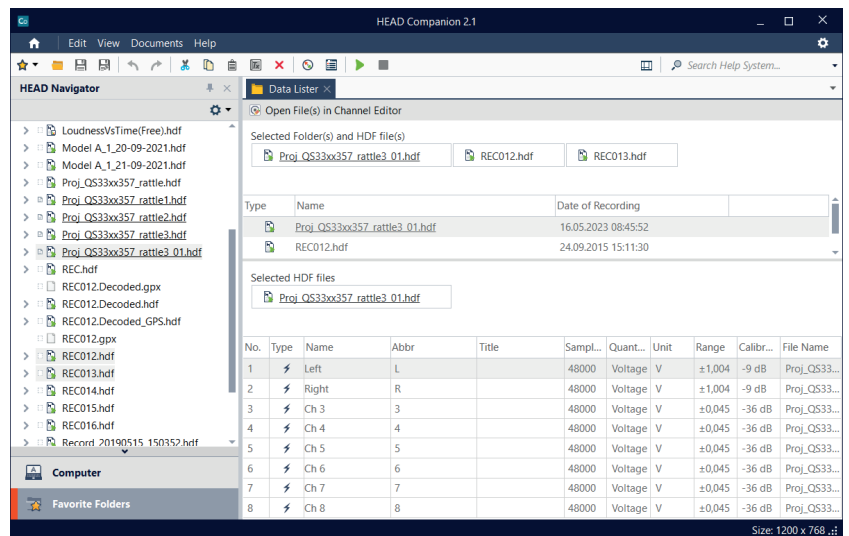 Co HEAD Companion 2.1
Edit View Documents Help
Search Help System...
HEAD Navigator
Data Lister
Open File(s) in Channel Editor
LoudnessVsTime(Free).hdf
Model A_1_20-09-2021.hdf
Model A_1_21-09-2021.hdf
Proj_QS33xx357_rattle.hdf
Proj_QS33xx357_rattle1.hdf
Proj_QS33xx357_rattle2.hdf
Proj_QS33xx357_rattle3.hdf
Proj_QS33xx357_rattle3_01.hdf
REC.hdf
REC012.Decoded.gpx
REC012.Decoded.hdf
REC012.Decoded_GPS.hdf
REC012.gpx
REC012.hdf
REC013.hdf
REC014.hdf
REC015.hdf
REC016.hdf
Record_20190515_150352.hdf
Computer
Favorite Folders
Selected Folder(s) and HDF file(s)
Proj_QS33xx357_rattle3_01.hdf REC012.hdf REC013.hdf
Type Name Date of Recording
Proj_QS33xx357_rattle3_01.hdf 16.05.2023 08:45:52
REC012.hdf 24.09.2015 15:11:30
Selected HDF files
Proj_QS33xx357_rattle3_01.hdf
No. Type Name Abbr Title Sampl... Quant... Unit Range Calibr... File Name
1 Left L 48000 Voltage V ±1,004 -9 dB Proj_QS33...
2 Right R 48000 Voltage V ±1,004 -9 dB Proj_QS33...
3 Ch 3 3 48000 Voltage V ±0,045 -36 dB Proj_QS33...
4 Ch 4 4 48000 Voltage V ±0,045 -36 dB Proj_QS33...
5 Ch 5 5 48000 Voltage V ±0,045 -36 dB Proj_QS33...
6 Ch 6 6 48000 Voltage V ±0,045 -36 dB Proj_QS33...
7 Ch 7 7 48000 Voltage V ±0,045 -36 dB Proj_QS33...
8 Ch 8 8 48000 Voltage V ±0,045 -36 dB Proj_QS33...
Size: 1200 x 768